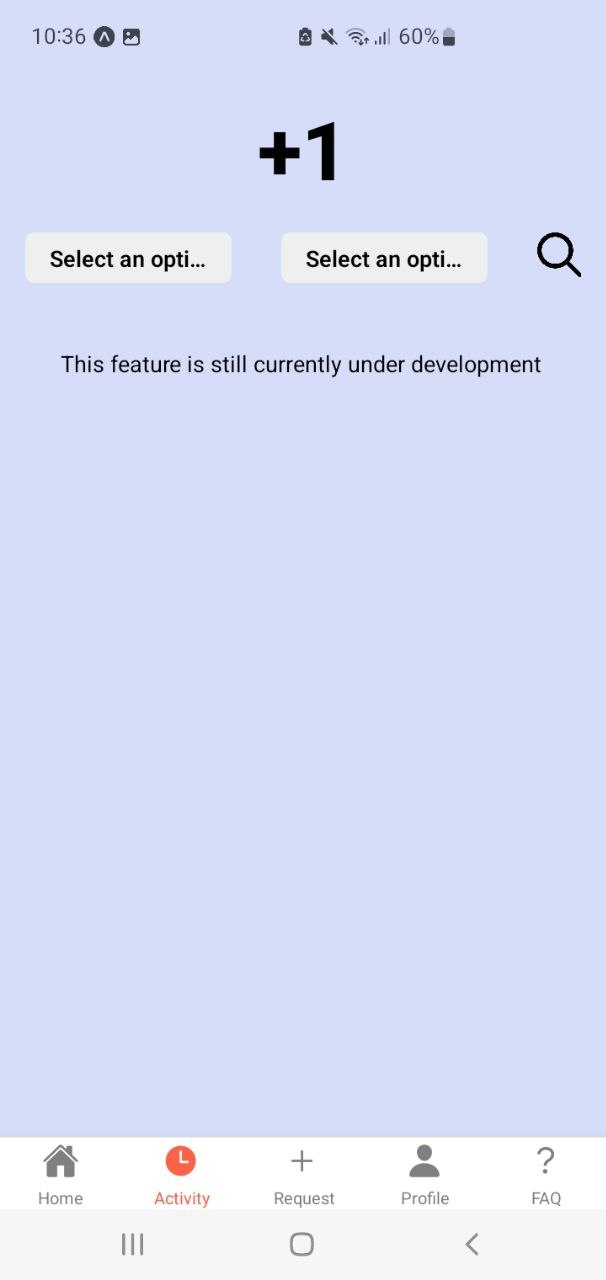 10:36 60%
+1
Select an opti... Select an opti...
This feature is still currently under development
Home Activity Request Profile FAQ